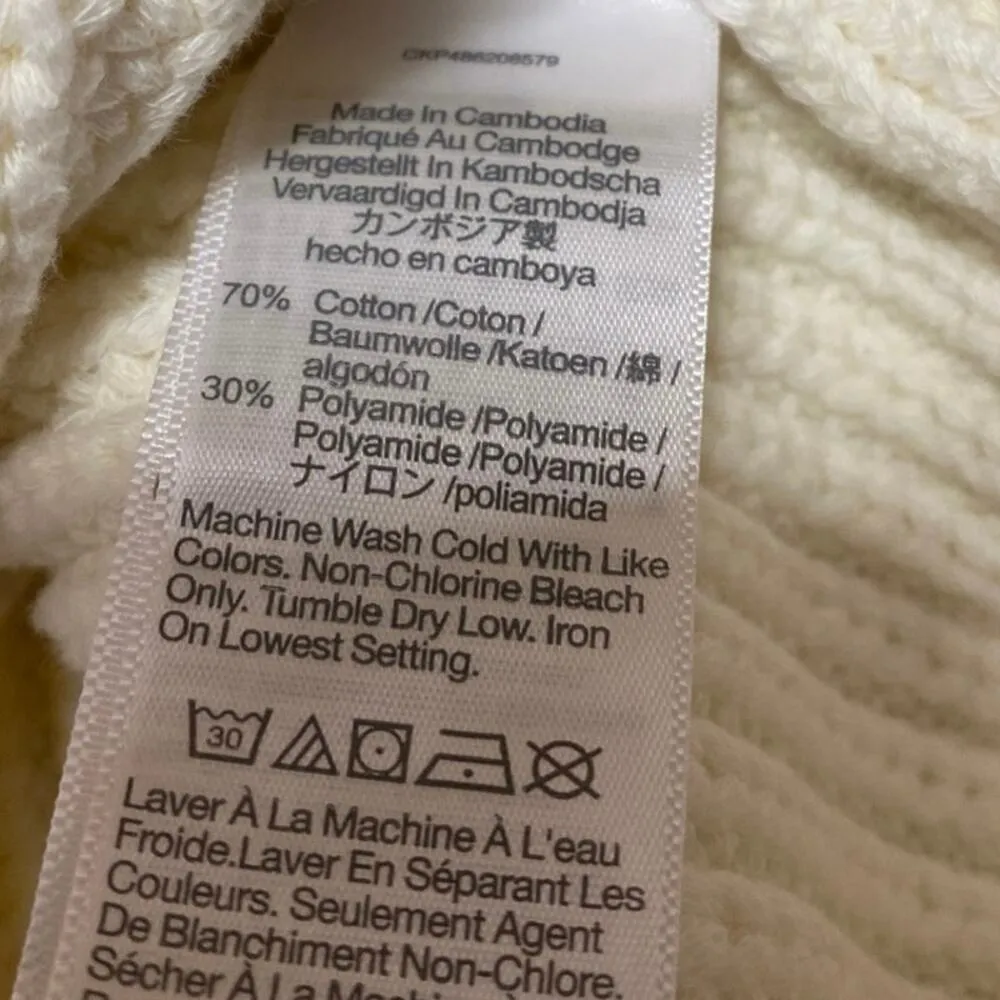 CKP486206579
Made In Cambodia
Fabriqué Au Cambodge
Hergestellt In Kambodscha
Vervaardigd In Cambodja
カンボジア製
hecho en camboya
70% Cotton /Coton /
Baumwolle /Katoen /綿 /
algodón
30% Polyamide /Polyamide /
Polyamide /Polyamide /
ナイロン /poliamida
Machine Wash Cold With Like
Colors. Non-Chlorine Bleach
Only. Tumble Dry Low. Iron
On Lowest Setting.
30
Laver À La Machine À L'eau
Froide.Laver En Séparant Les
Couleurs. Seulement Agent
De Blanchiment Non-Chlore.
Sécher À La